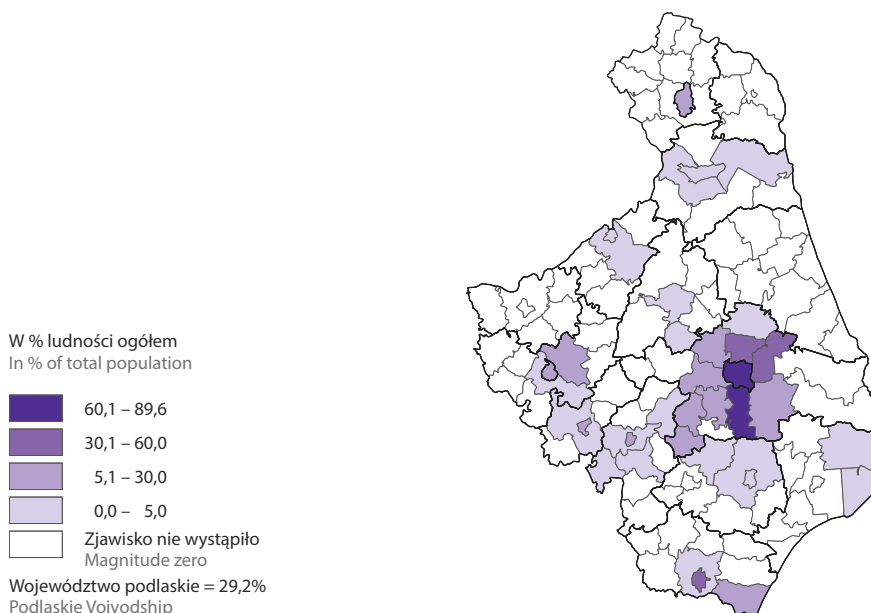 W % ludności ogółem
In % of total population
60,1 – 89,6
30,1 – 60,0
5,1 – 30,0
0,0 – 5,0
Zjawisko nie wystąpiło
Magnitude zero
Województwo podlaskie = 29,2%
Podlaskie Voivodship